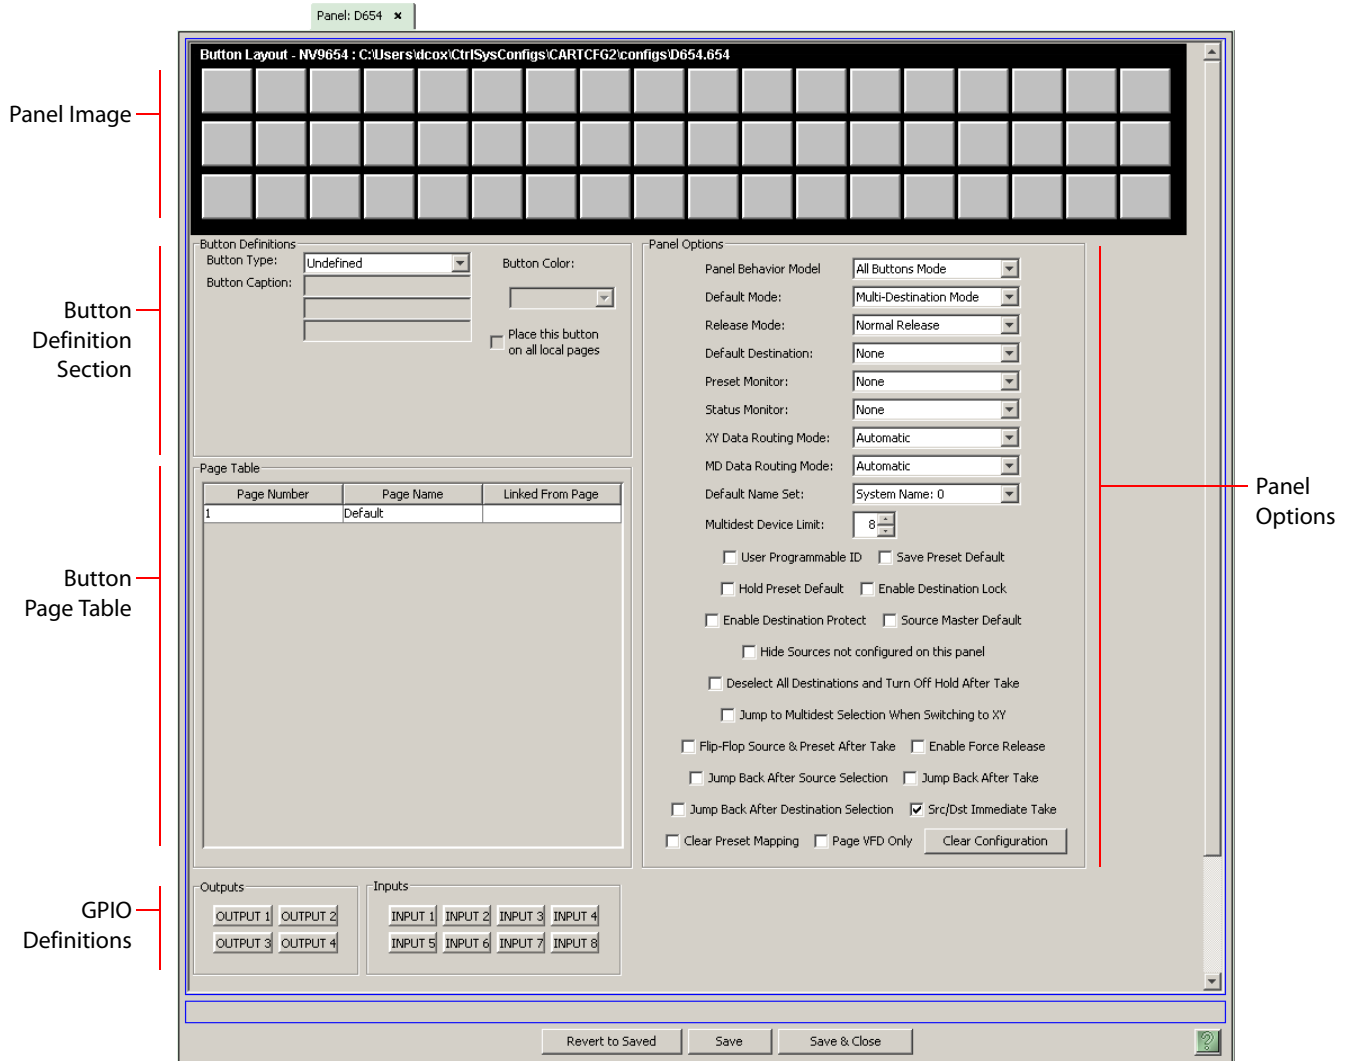 Panel: D654 ×
Button Layout - NV9654 : C:\Users\dcox\CtrlSysConfigs\CARTCFG2\configs\D654.654
Panel Image
Button Definitions
Button Type:
Undefined
Button Color:
Button Caption:
Place this button
on all local pages
Button
Definition
Section
Page Table
Page Number
Page Name
Linked From Page
1
Default
Button
Page Table
Panel Options
Panel Behavior Model
All Buttons Mode
Default Mode:
Multi-Destination Mode
Release Mode:
Normal Release
Default Destination:
None
Preset Monitor:
None
Status Monitor:
None
XY Data Routing Mode:
Automatic
MD Data Routing Mode:
Automatic
Default Name Set:
System Name: 0
Multidest Device Limit:
8
User Programmable ID
Save Preset Default
Hold Preset Default
Enable Destination Lock
Enable Destination Protect
Source Master Default
Hide Sources not configured on this panel
Deselect All Destinations and Turn Off Hold After Take
Jump to Multidest Selection When Switching to XY
Flip-Flop Source & Preset After Take
Enable Force Release
Jump Back After Source Selection
Jump Back After Take
Jump Back After Destination Selection
Src/Dst Immediate Take
Clear Preset Mapping
Page VFD Only
Clear Configuration
Panel
Options
Outputs
OUTPUT 1
OUTPUT 2
OUTPUT 3
OUTPUT 4
Inputs
INPUT 1
INPUT 2
INPUT 3
INPUT 4
INPUT 5
INPUT 6
INPUT 7
INPUT 8
GPIO
Definitions
Revert to Saved
Save
Save & Close
?